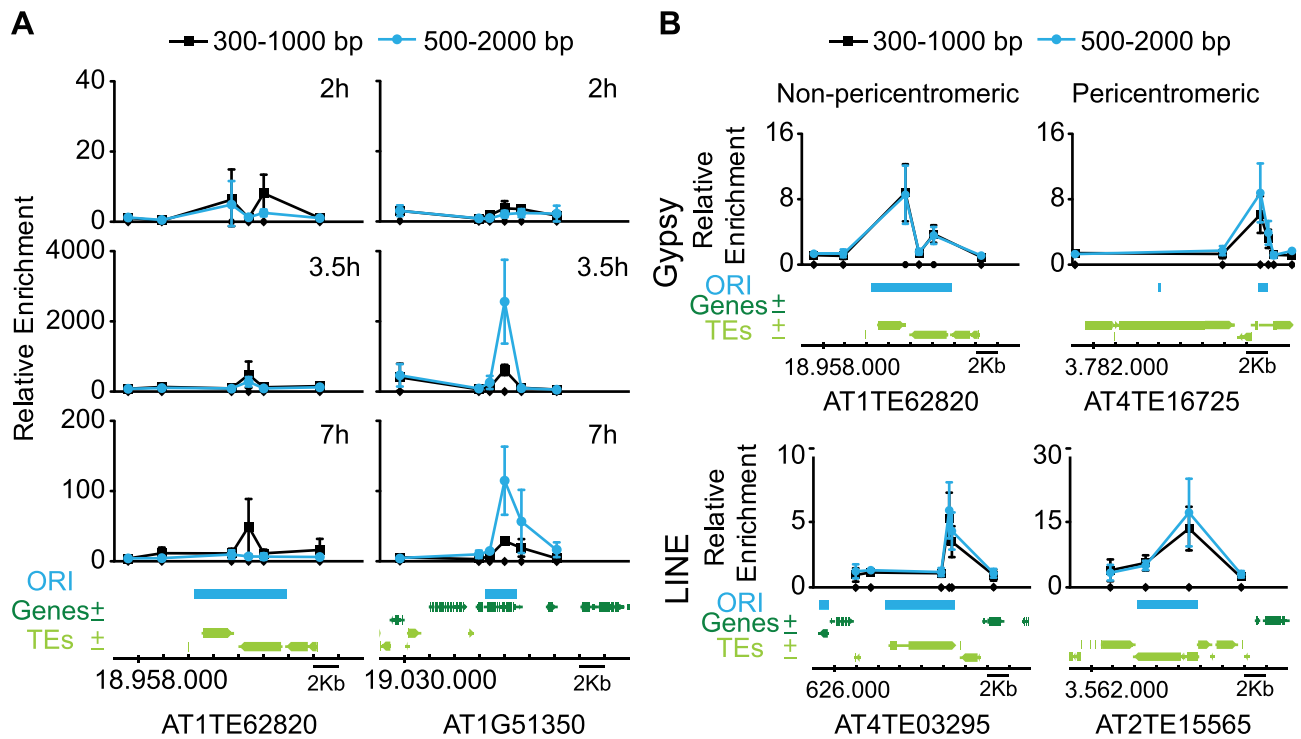 A
300-1000 bp 500-2000 bp
Relative Enrichment
40
20
0
2h
2h
4000
2000
0
3.5h
3.5h
200
100
0
7h
7h
ORI
Genes ±
TEs ±
18.958.000 2Kb
19.030.000 2Kb
AT1TE62820
AT1G51350
B
300-1000 bp 500-2000 bp
Non-pericentromeric
Pericentromeric
Gypsy
Relative
Enrichment
16
8
0
16
8
0
ORI
Genes ±
TEs ±
18.958.000 2Kb
3.782.000 2Kb
AT1TE62820
AT4TE16725
LINE
Relative
Enrichment
10
5
0
30
15
0
ORI
Genes ±
TEs ±
626.000 2Kb
3.562.000 2Kb
AT4TE03295
AT2TE15565